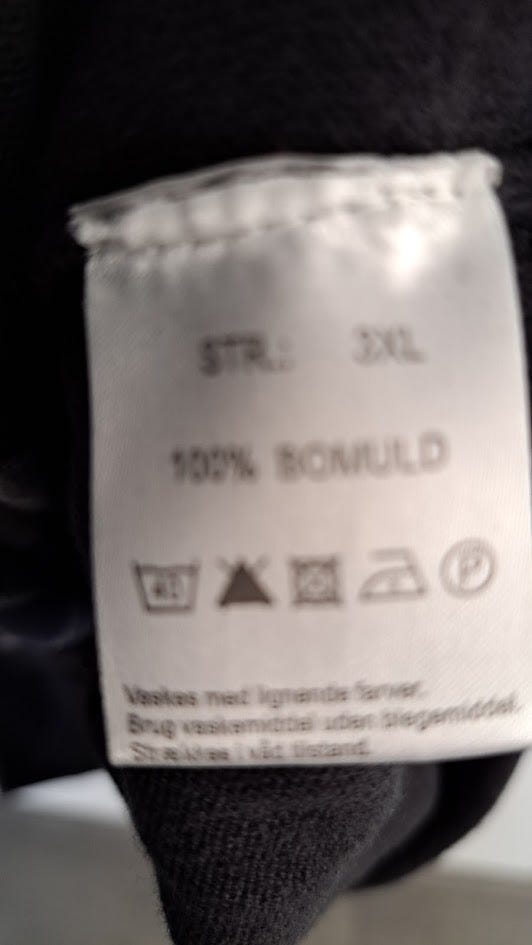 STR.: 3XL
100% BOMULD
40
P
Vaskes med lignende farver.
Brug vaskemiddel uden blegemiddel.
Strækkes i våd tilstand.